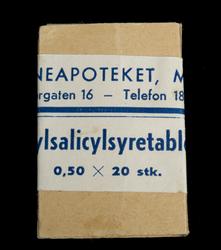 NEAPOTEKET, M
rgaten 16 – Telefon 18
ylsalicylsyretabl
0,50 × 20 stk.